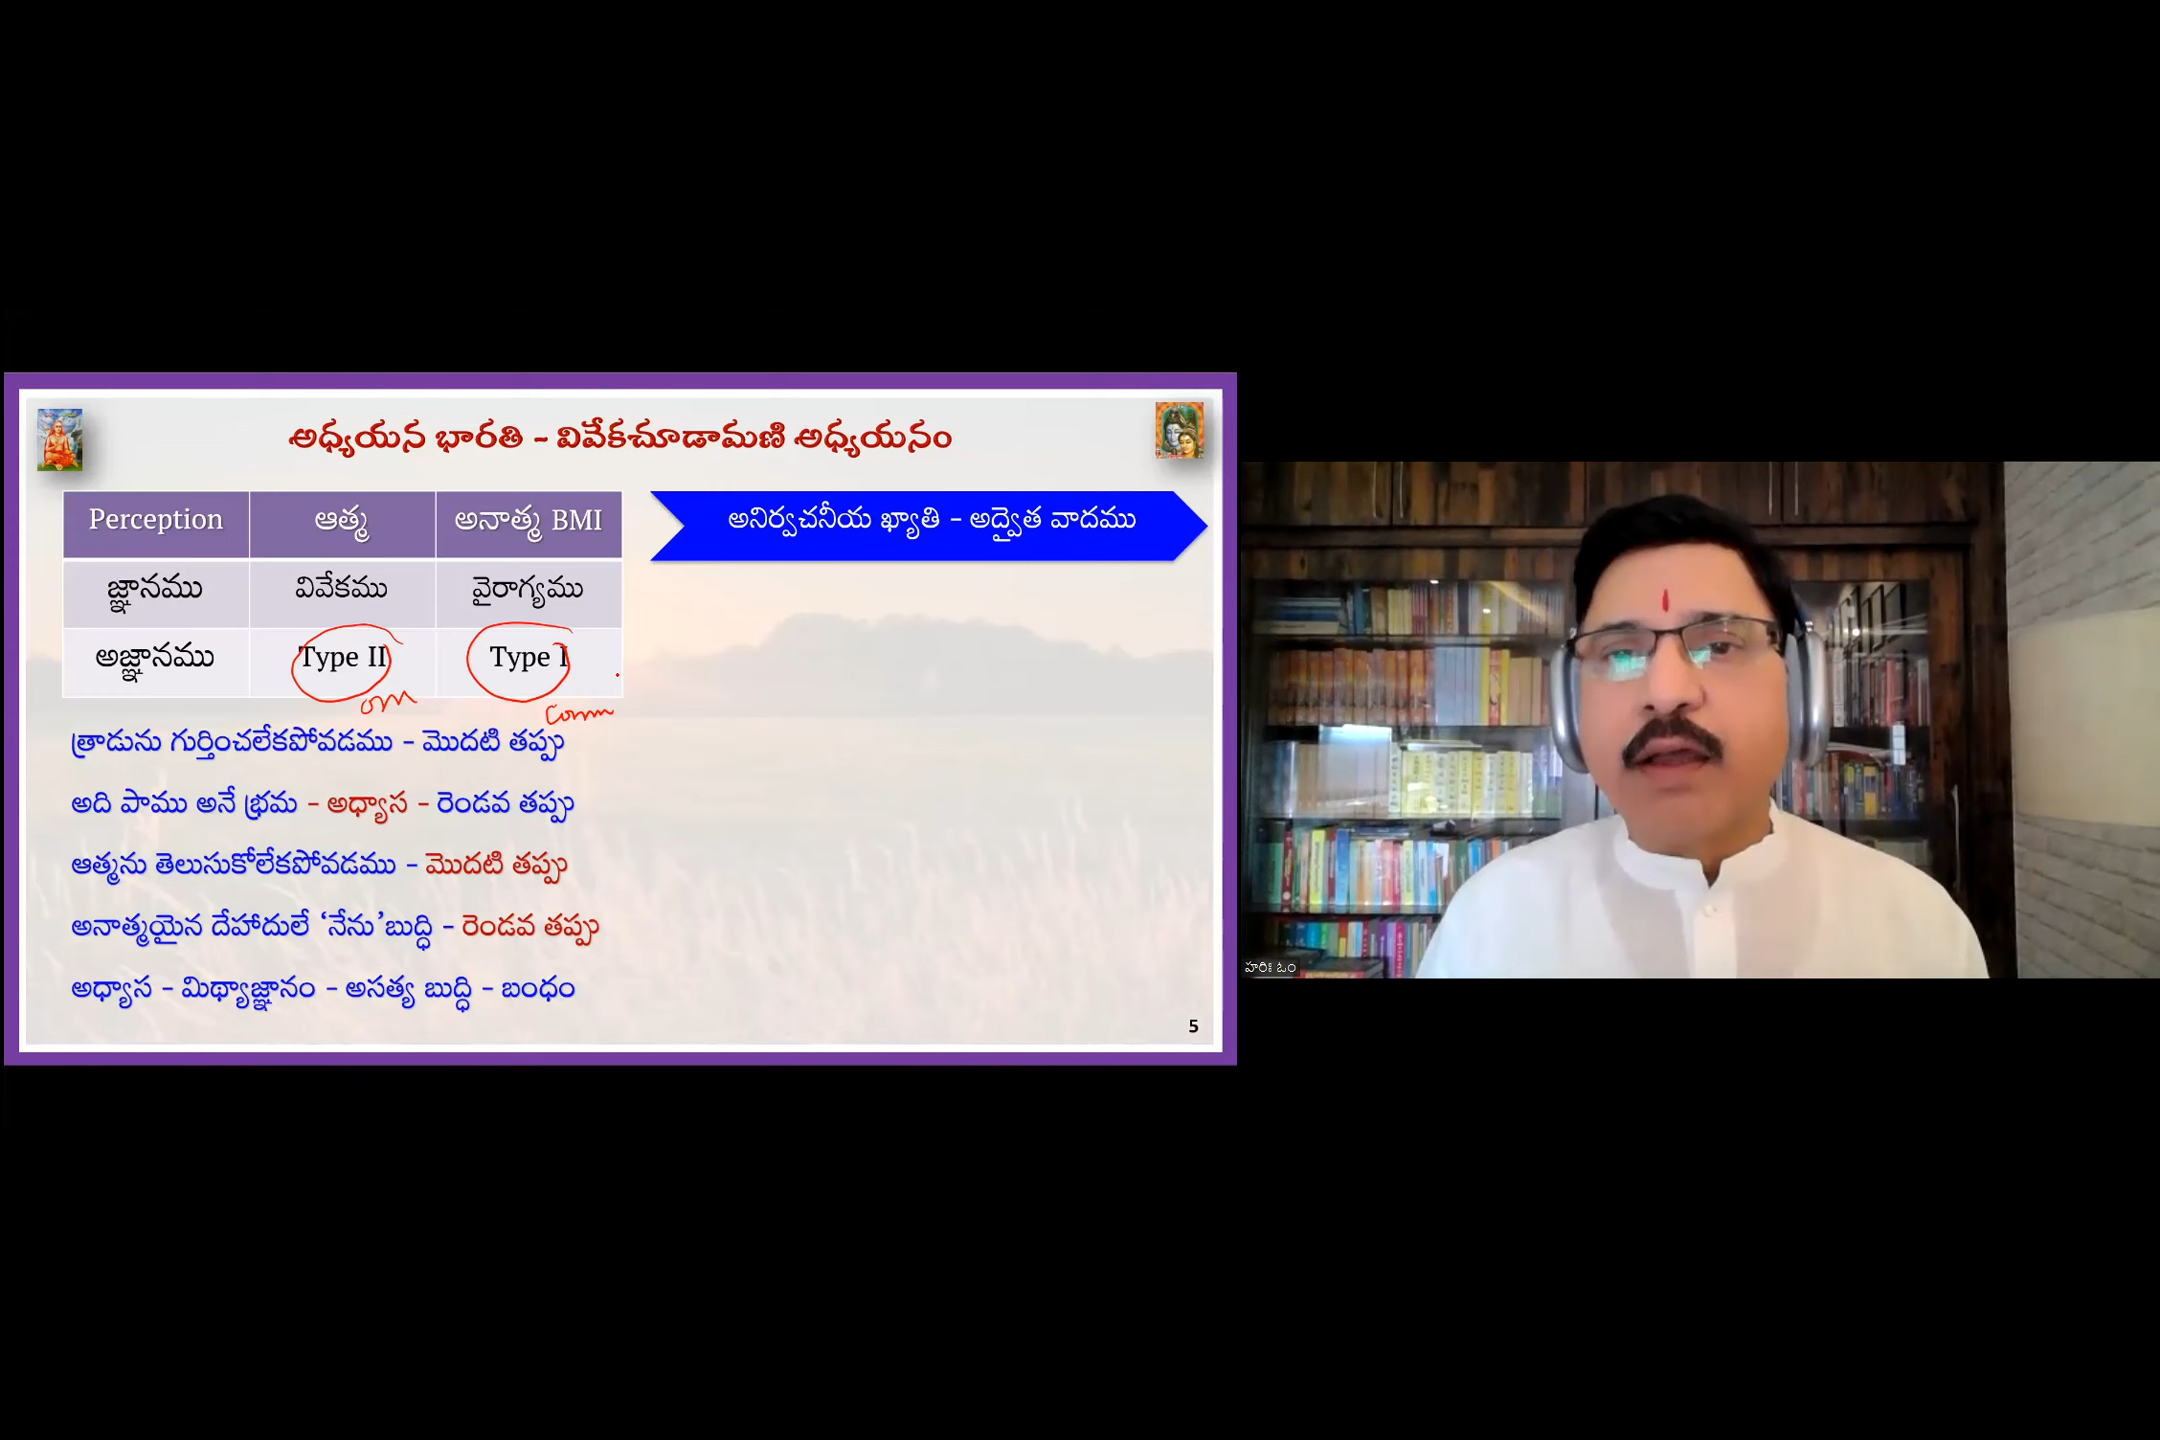 అధ్యయన భారతి ~ వివేకచూడామణి అధ్యయనం
Perception ఆత్మ అనాత్మ BMI
జ్ఞానము వివేకము వైరాగ్యము
అజ్ఞానము Type II Type I
om
Comm
అనిర్వచనీయ ఖ్యాతి - అద్వైత వాదము
త్రాడును గుర్తించలేకపోవడము - మొదటి తప్పు
అది పాము అనే భ్రమ - అధ్యాస - రెండవ తప్పు
ఆత్మను తెలుసుకోలేకపోవడము - మొదటి తప్పు
అనాత్మయైన దేహాదులే ‘నేను’బుద్ధి - రెండవ తప్పు
అధ్యాస - మిథ్యాజ్ఞానం - అసత్య బుద్ధి - బంధం
5
హరిః ఓం